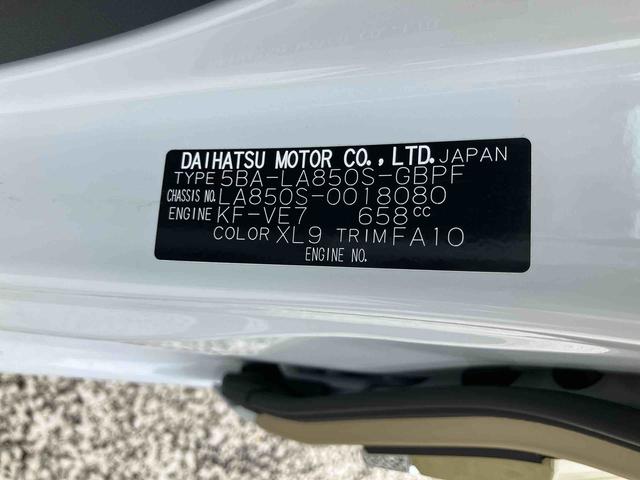 DAIHATSU MOTOR CO.,LTD. JAPAN
TYPE 5BA-LA850S-GBPF
CHASSIS NO. LA850S-0018080
ENGINE KF-VE7 658cc
COLOR XL9 TRIM FA10
ENGINE NO.